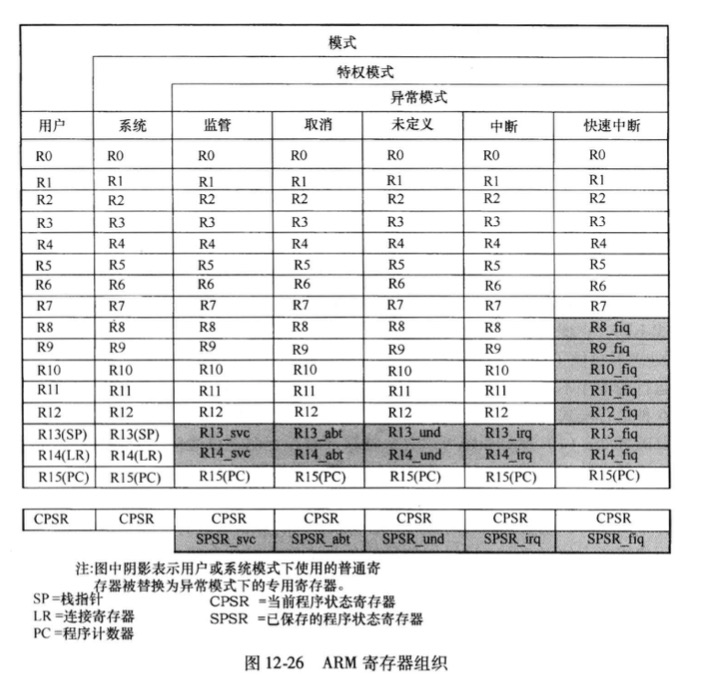 模式
特权模式
异常模式
用户 系统 监管 取消 未定义 中断 快速中断
R0 R0 R0 R0 R0 R0 R0
R1 R1 R1 R1 R1 R1 R1
R2 R2 R2 R2 R2 R2 R2
R3 R3 R3 R3 R3 R3 R3
R4 R4 R4 R4 R4 R4 R4
R5 R5 R5 R5 R5 R5 R5
R6 R6 R6 R6 R6 R6 R6
R7 R7 R7 R7 R7 R7 R7
R8 R8 R8 R8 R8 R8 R8_fiq
R9 R9 R9 R9 R9 R9 R9_fiq
R10 R10 R10 R10 R10 R10 R10_fiq
R11 R11 R11 R11 R11 R11 R11_fiq
R12 R12 R12 R12 R12 R12 R12_fiq
R13(SP) R13(SP) R13_svc R13_abt R13_und R13_irq R13_fiq
R14(LR) R14(LR) R14_svc R14_abt R14_und R14_irq R14_fiq
R15(PC) R15(PC) R15(PC) R15(PC) R15(PC) R15(PC) R15(PC)
CPSR CPSR CPSR CPSR CPSR CPSR CPSR
SPSR_svc SPSR_abt SPSR_und SPSR_irq SPSR_fiq
注:图中阴影表示用户或系统模式下使用的普通寄
存器被替换为异常模式下的专用寄存器。
SP =栈指针 CPSR =当前程序状态寄存器
LR =连接寄存器 SPSR =已保存的程序状态寄存器
PC =程序计数器
图 12-26 ARM 寄存器组织